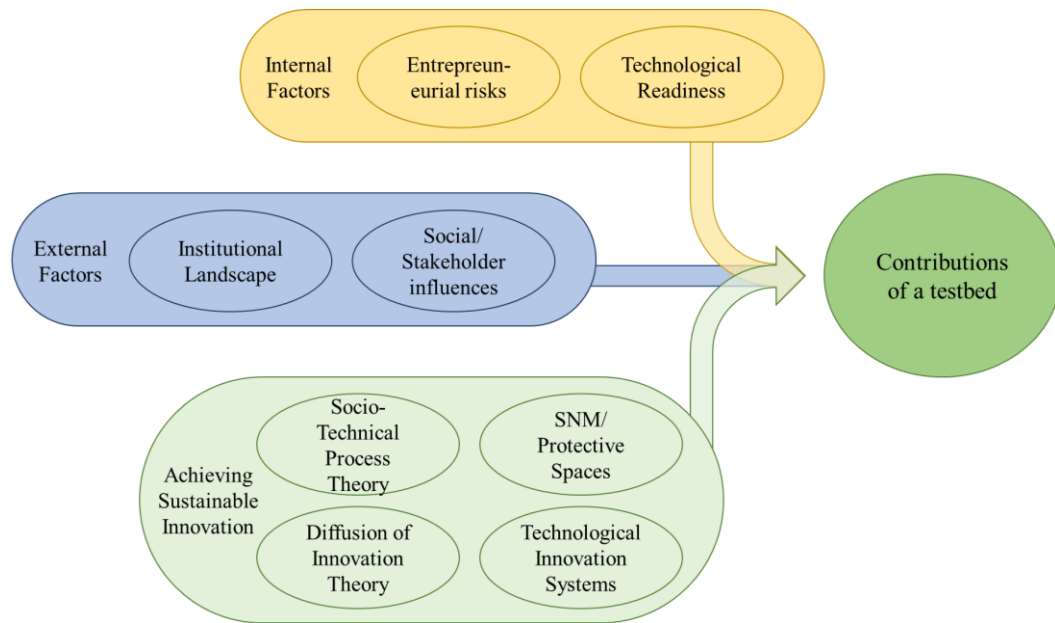 Internal
Factors
Entrepreun-
eurial risks
Technological
Readiness
External
Factors
Institutional
Landscape
Social/
Stakeholder
influences
Contributions
of a testbed
Achieving
Sustainable
Innovation
Socio-
Technical
Process
Theory
SNM/
Protective
Spaces
Diffusion of
Innovation
Theory
Technological
Innovation
Systems